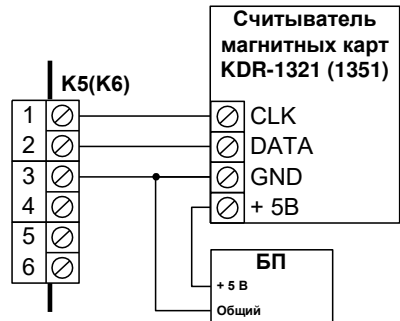 Считыватель
магнитных карт
KDR-1321 (1351)
K5(K6)
1
CLK
2
DATA
3
GND
4
+ 5В
5
6
БП
+ 5 В
Общий